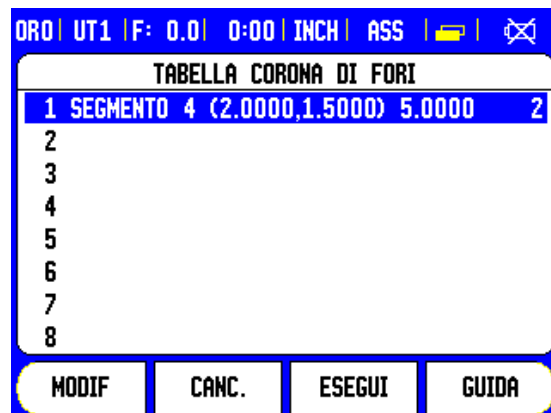 ORO| UT1 |F: 0.0| 0:00| INCH| ASS
TABELLA CORONA DI FORI
1 SEGMENTO 4 (2.0000,1.5000) 5.0000 2
2
3
4
5
6
7
8
MODIF CANC. ESEGUI GUIDA